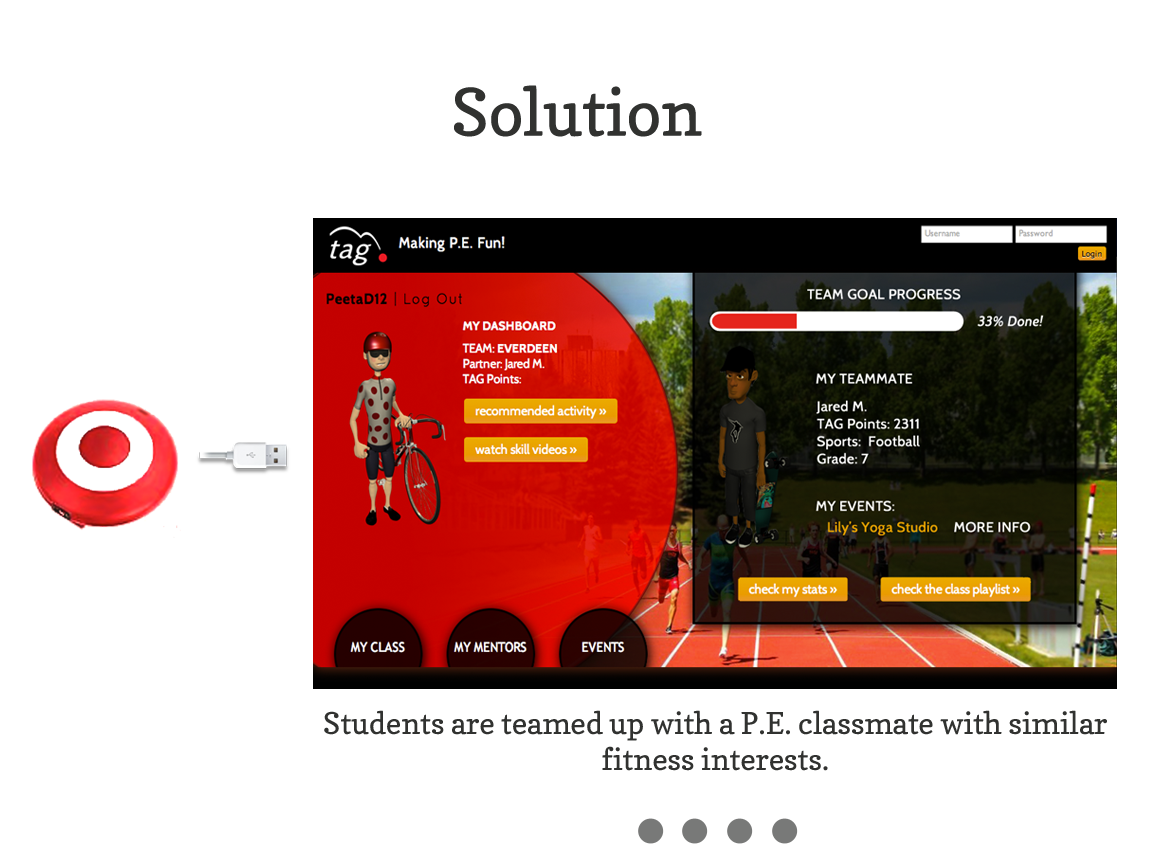 Solution
tag
Making P.E. Fun!
Username
Password
Login
PeetaD12 | Log Out
MY DASHBOARD
TEAM: EVERDEEN
Partner: Jared M.
TAG Points:
recommended activity »
watch skill videos »
TEAM GOAL PROGRESS
33% Done!
MY TEAMMATE
Jared M.
TAG Points: 2311
Sports: Football
Grade: 7
MY EVENTS:
Lily's Yoga Studio MORE INFO
check my stats »
check the class playlist »
MY CLASS
MY MENTORS
EVENTS
Students are teamed up with a P.E. classmate with similar
fitness interests.